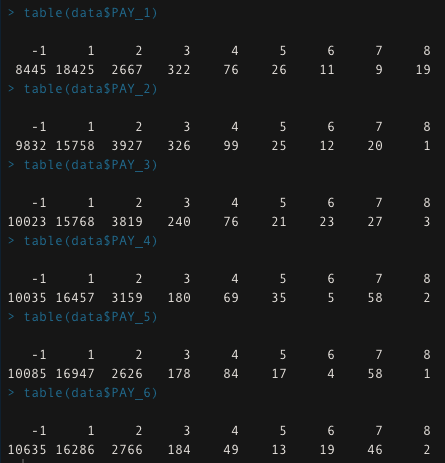 > table(data$PAY_1)
-1 1 2 3 4 5 6 7 8
8445 18425 2667 322 76 26 11 9 19
> table(data$PAY_2)
-1 1 2 3 4 5 6 7 8
9832 15758 3927 326 99 25 12 20 1
> table(data$PAY_3)
-1 1 2 3 4 5 6 7 8
10023 15768 3819 240 76 21 23 27 3
> table(data$PAY_4)
-1 1 2 3 4 5 6 7 8
10035 16457 3159 180 69 35 5 58 2
> table(data$PAY_5)
-1 1 2 3 4 5 6 7 8
10085 16947 2626 178 84 17 4 58 1
> table(data$PAY_6)
-1 1 2 3 4 5 6 7 8
10635 16286 2766 184 49 13 19 46 2